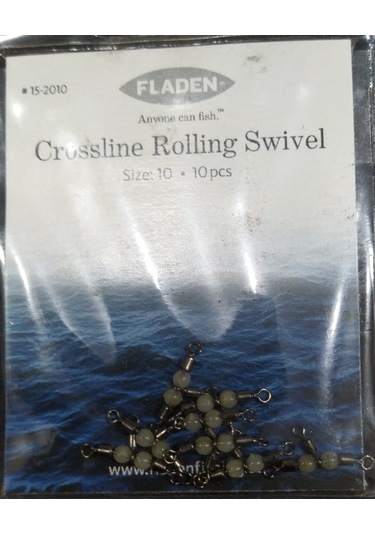 #15-2010
FLADEN®
Anyone can fish.™
Crossline Rolling Swivel
Size: 10 • 10 pcs